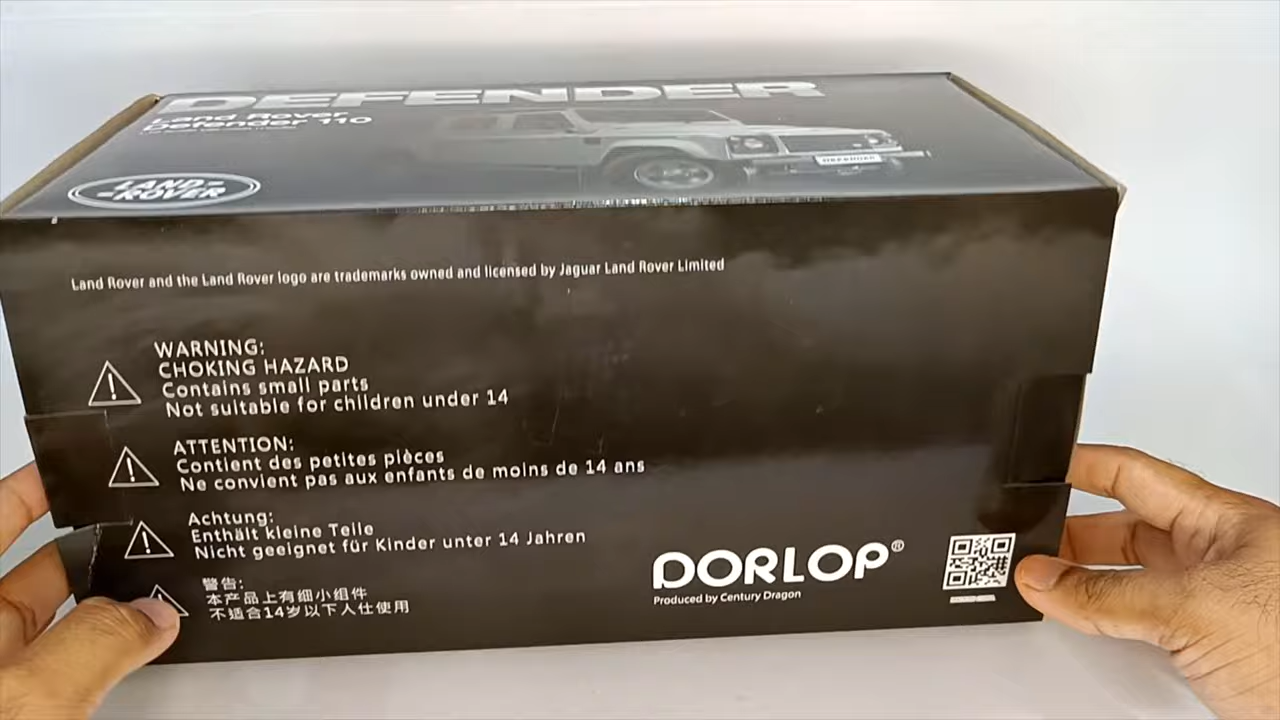 DEFENDER
Land Rover
Defender 110
LAND
ROVER
DEFENDER
Land Rover and the Land Rover logo are trademarks owned and licensed by Jaguar Land Rover Limited
WARNING:
CHOKING HAZARD
Contains small parts
Not suitable for children under 14
ATTENTION:
Contient des petites pièces
Ne convient pas aux enfants de moins de 14 ans
Achtung:
Enthält kleine Teile
Nicht geeignet für Kinder unter 14 Jahren
警告:
本产品上有细小组件
不适合14岁以下人仕使用
DORLOP®
Produced by Century Dragon